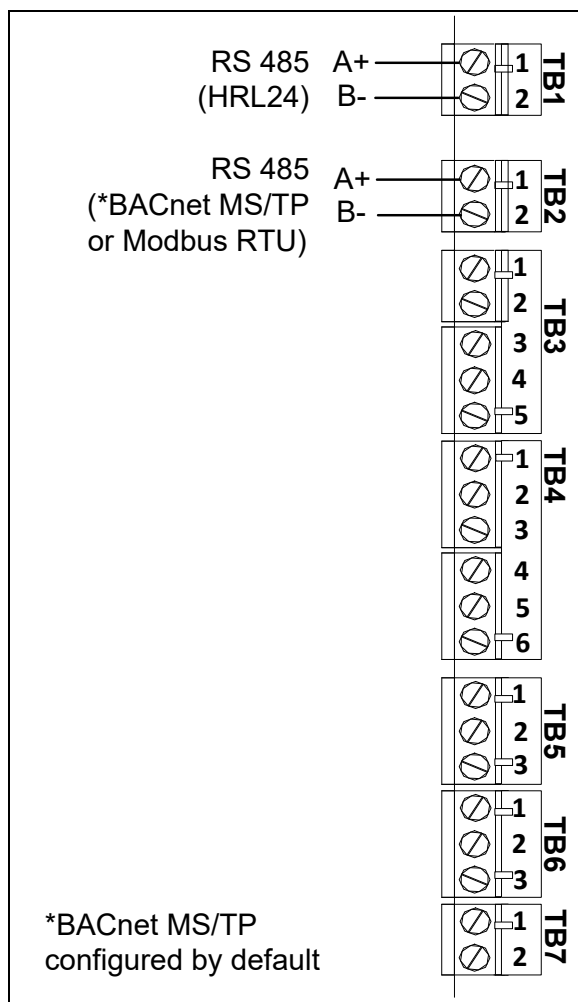 RS 485 A+ 1
(HRL24) B- 2
TB1
RS 485 A+ 1
(*BACnet MS/TP B- 2
or Modbus RTU)
TB2
1
2
3
4
5
TB3
1
2
3
4
5
6
TB4
1
2
3
TB5
1
2
3
TB6
1
2
TB7
*BACnet MS/TP
configured by default